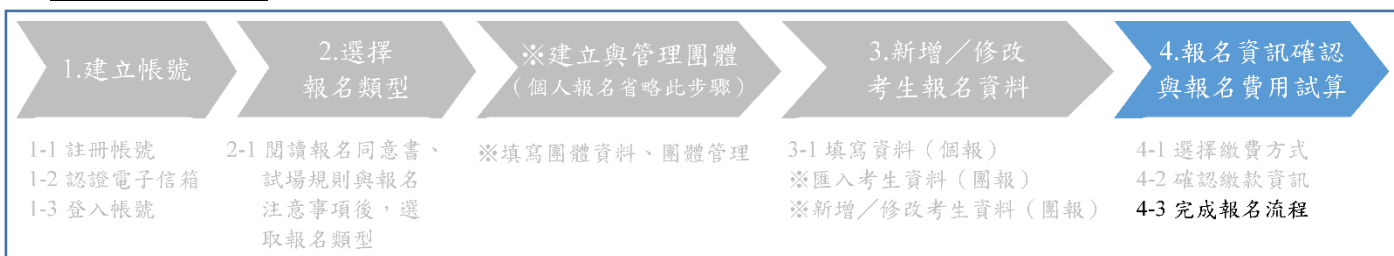 1.建立帳號
2.選擇
報名類型
※建立與管理團體
（個人報名省略此步驟）
3.新增／修改
考生報名資料
4.報名資訊確認
與報名費用試算
1-1 註冊帳號
1-2 認證電子信箱
1-3 登入帳號
2-1 閱讀報名同意書、
試場規則與報名
注意事項後，選
取報名類型
※填寫團體資料、團體管理
3-1 填寫資料（個報）
※匯入考生資料（團報）
※新增／修改考生資料（團報）
4-1 選擇繳費方式
4-2 確認繳款資訊
4-3 完成報名流程